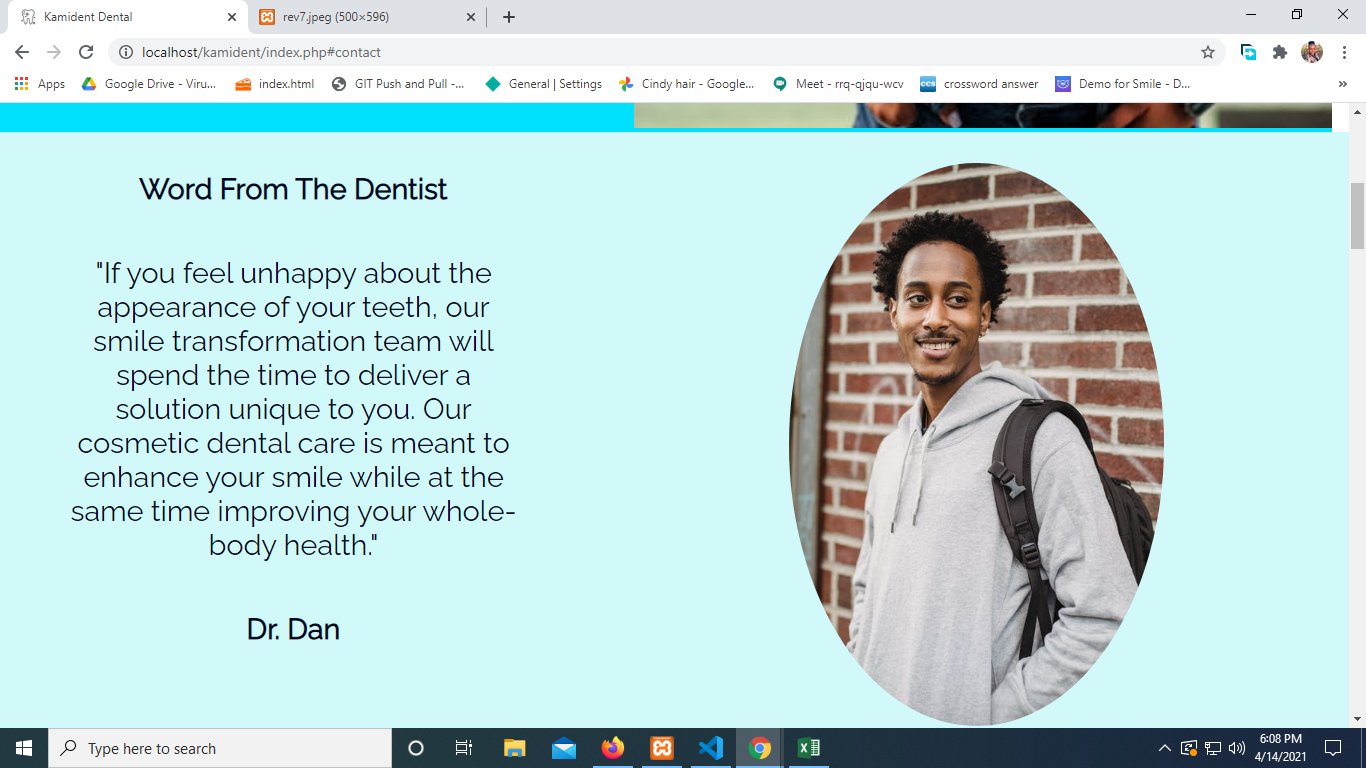 Kamident Dental
rev7.jpeg (500×596)
localhost/kamident/index.php#contact
Apps
Google Drive - Viru...
index.html
GIT Push and Pull -...
General | Settings
Cindy hair - Google...
Meet - rrq-qjqu-wcv
ccs
crossword answer
Demo for Smile - D...
»
Word From The Dentist
"If you feel unhappy about the
appearance of your teeth, our
smile transformation team will
spend the time to deliver a
solution unique to you. Our
cosmetic dental care is meant to
enhance your smile while at the
same time improving your whole-
body health."
Dr. Dan
Type here to search
6:08 PM
4/14/2021